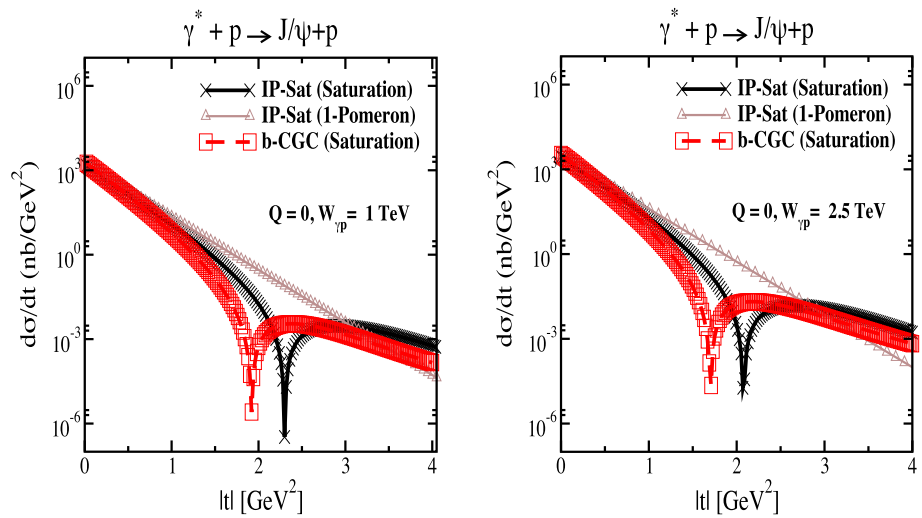 γ* + p → J/ψ+p
IP-Sat (Saturation)
IP-Sat (1-Pomeron)
b-CGC (Saturation)
Q = 0, W_γp = 1 TeV
dσ/dt (nb/GeV²)
10⁶
10³
10⁰
10⁻³
10⁻⁶
0 1 2 3 4
|t| [GeV²]
γ* + p → J/ψ+p
IP-Sat (Saturation)
IP-Sat (1-Pomeron)
b-CGC (Saturation)
Q = 0, W_γp = 2.5 TeV
dσ/dt (nb/GeV²)
10⁶
10³
10⁰
10⁻³
10⁻⁶
0 1 2 3 4
|t| [GeV²]